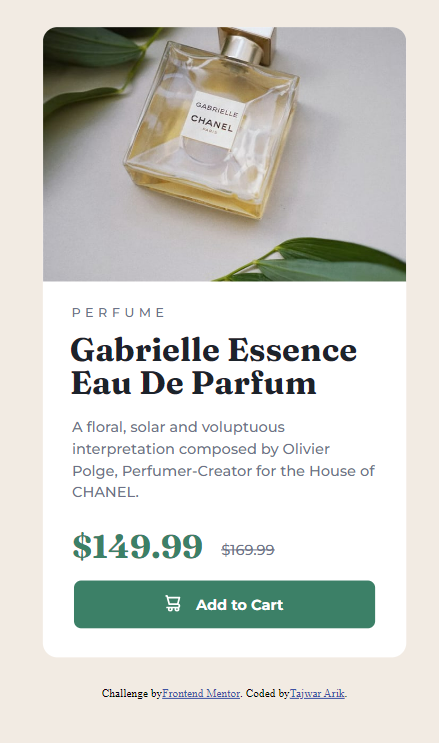 GABRIELLE
CHANEL
PARIS
PERFUME
Gabrielle Essence
Eau De Parfum
A floral, solar and voluptuous
interpretation composed by Olivier
Polge, Perfumer-Creator for the House of
CHANEL.
$149.99 $169.99
Add to Cart
Challenge byFrontend Mentor. Coded byTajwar Arik.